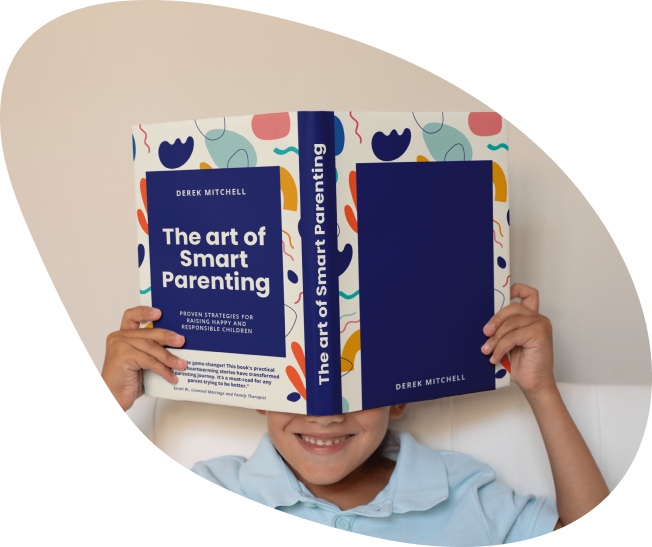 DEREK MITCHELL
The art of
Smart
Parenting
PROVEN STRATEGIES FOR
RAISING HAPPY AND
RESPONSIBLE CHILDREN
game changer! This book's practical
heartwarming stories have transformed
parenting journey. It's a must-read for any
parent trying to be better."
Sarah W., Licensed Marriage and Family Therapist
The art of Smart Parenting
DEREK MITCHELL